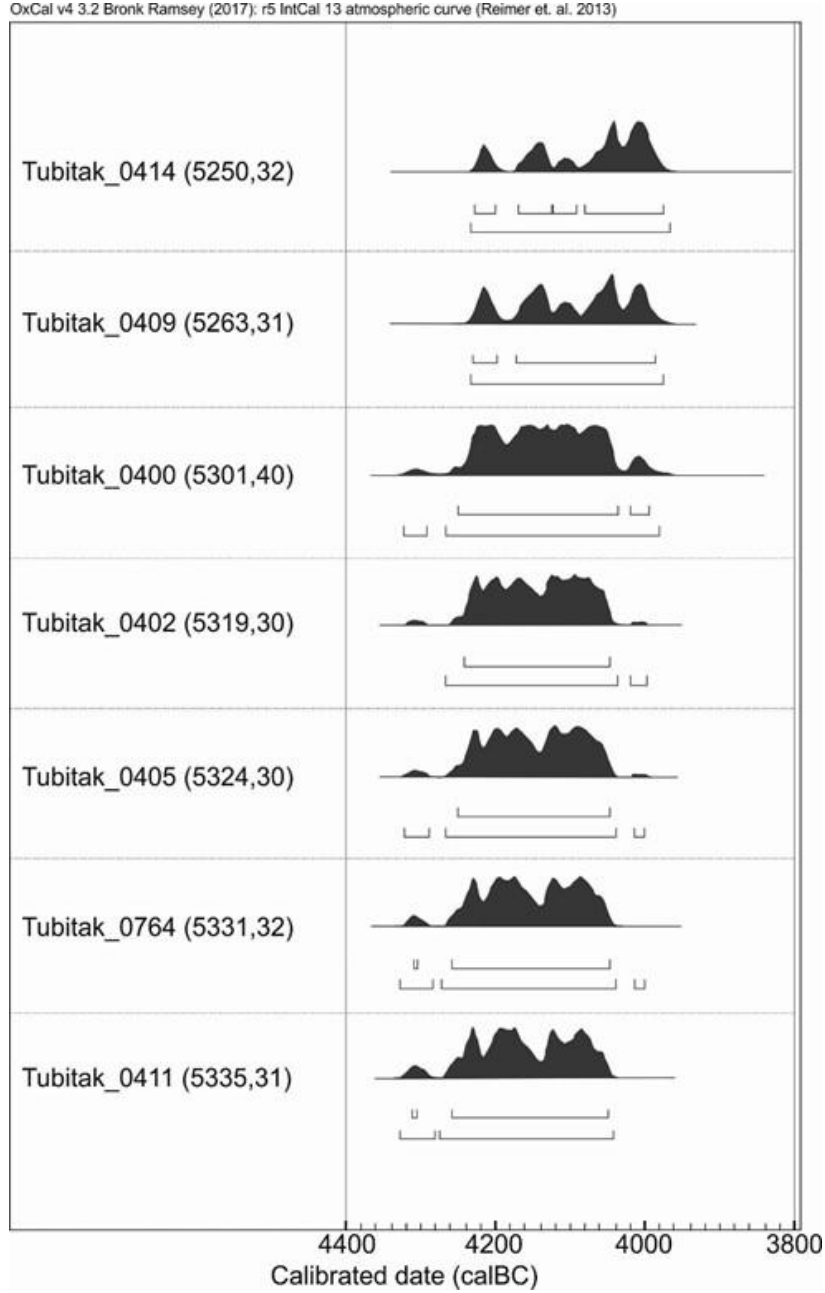 OxCal v4 3.2 Bronk Ramsey (2017): r5 IntCal 13 atmospheric curve (Reimer et. al. 2013)
Tubitak_0414 (5250,32)
Tubitak_0409 (5263,31)
Tubitak_0400 (5301,40)
Tubitak_0402 (5319,30)
Tubitak_0405 (5324,30)
Tubitak_0764 (5331,32)
Tubitak_0411 (5335,31)
4400 4200 4000 3800
Calibrated date (calBC)